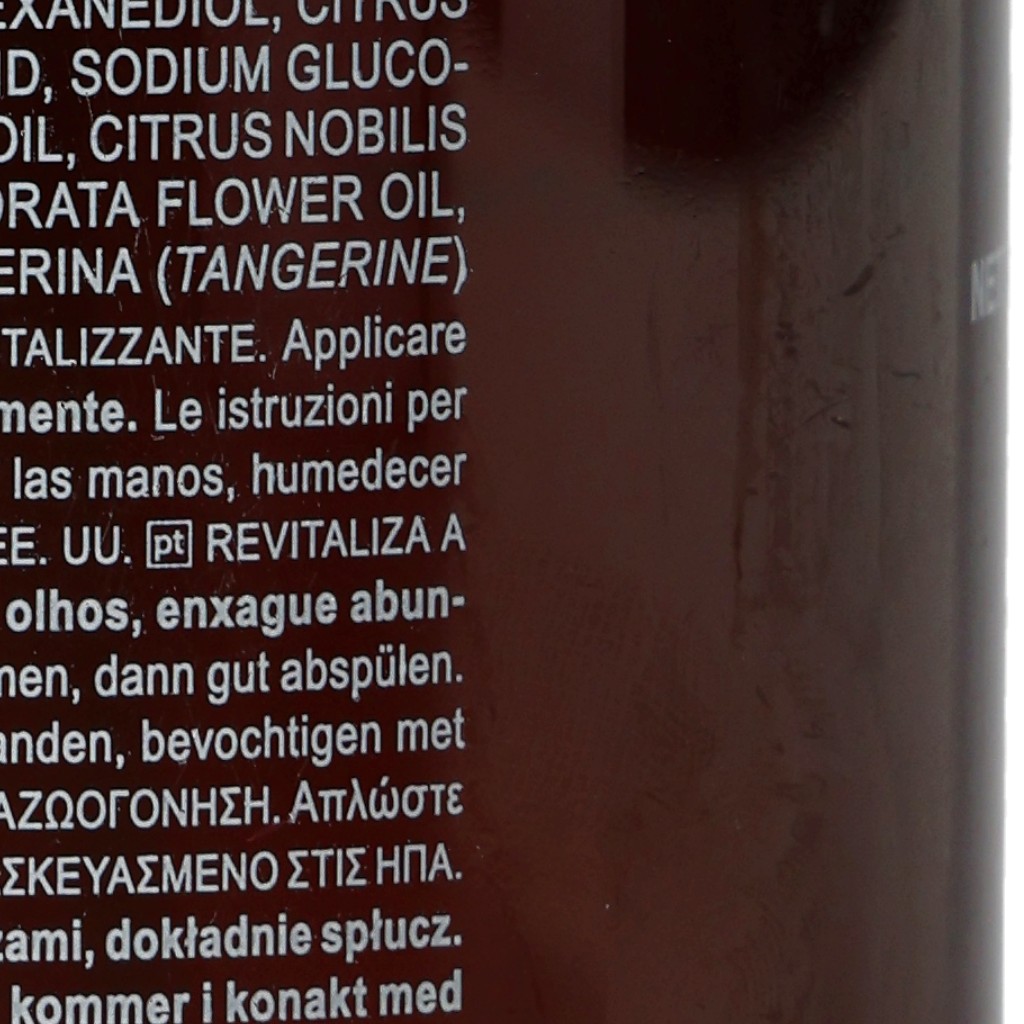 EXANEDIOL, CITRUS
ID, SODIUM GLUCO-
OIL, CITRUS NOBILIS
DRATA FLOWER OIL,
ERINA (TANGERINE)
TALIZZANTE. Applicare
mente. Le istruzioni per
las manos, humedecer
EE. UU. pt REVITALIZA A
olhos, enxague abun-
men, dann gut abspülen.
anden, bevochtigen met
ΑΖΩΟΓΟΝΗΣΗ. Απλώστε
ΣΚΕΥΑΣΜΕΝΟ ΣΤΙΣ ΗΠΑ.
zami, dokładnie spłucz.
kommer i konakt med